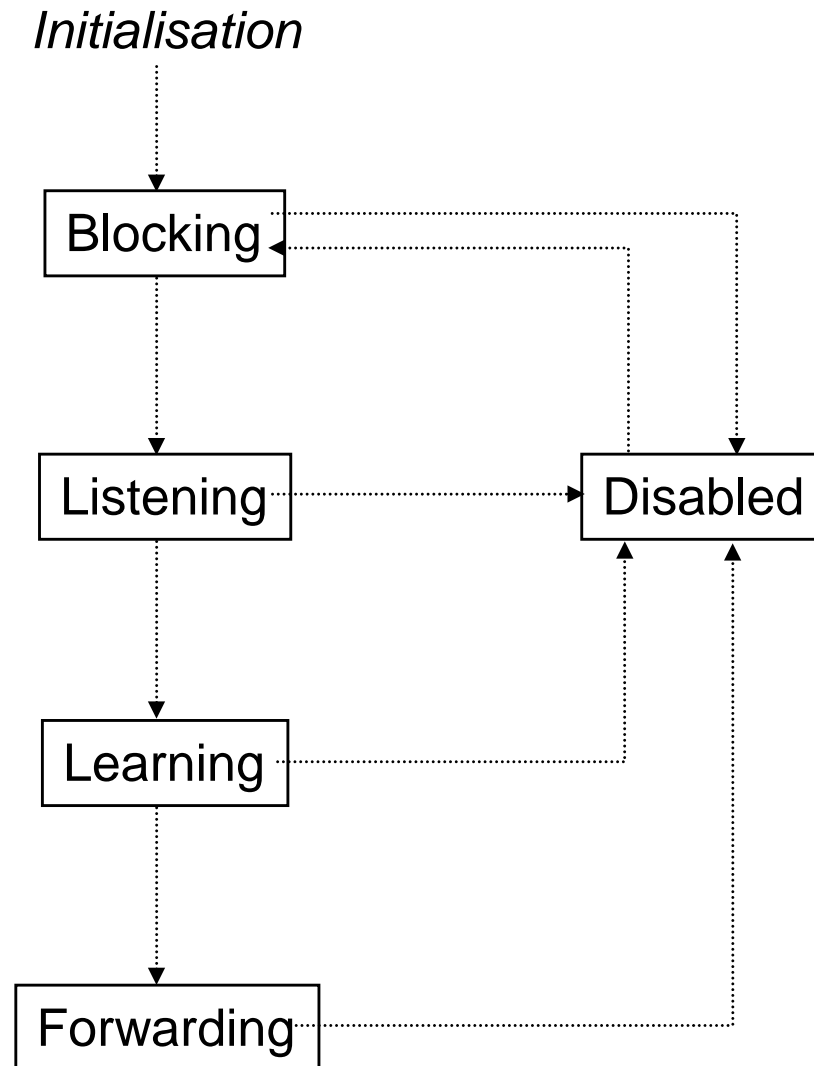 Initialisation
Blocking
Listening
Disabled
Learning
Forwarding